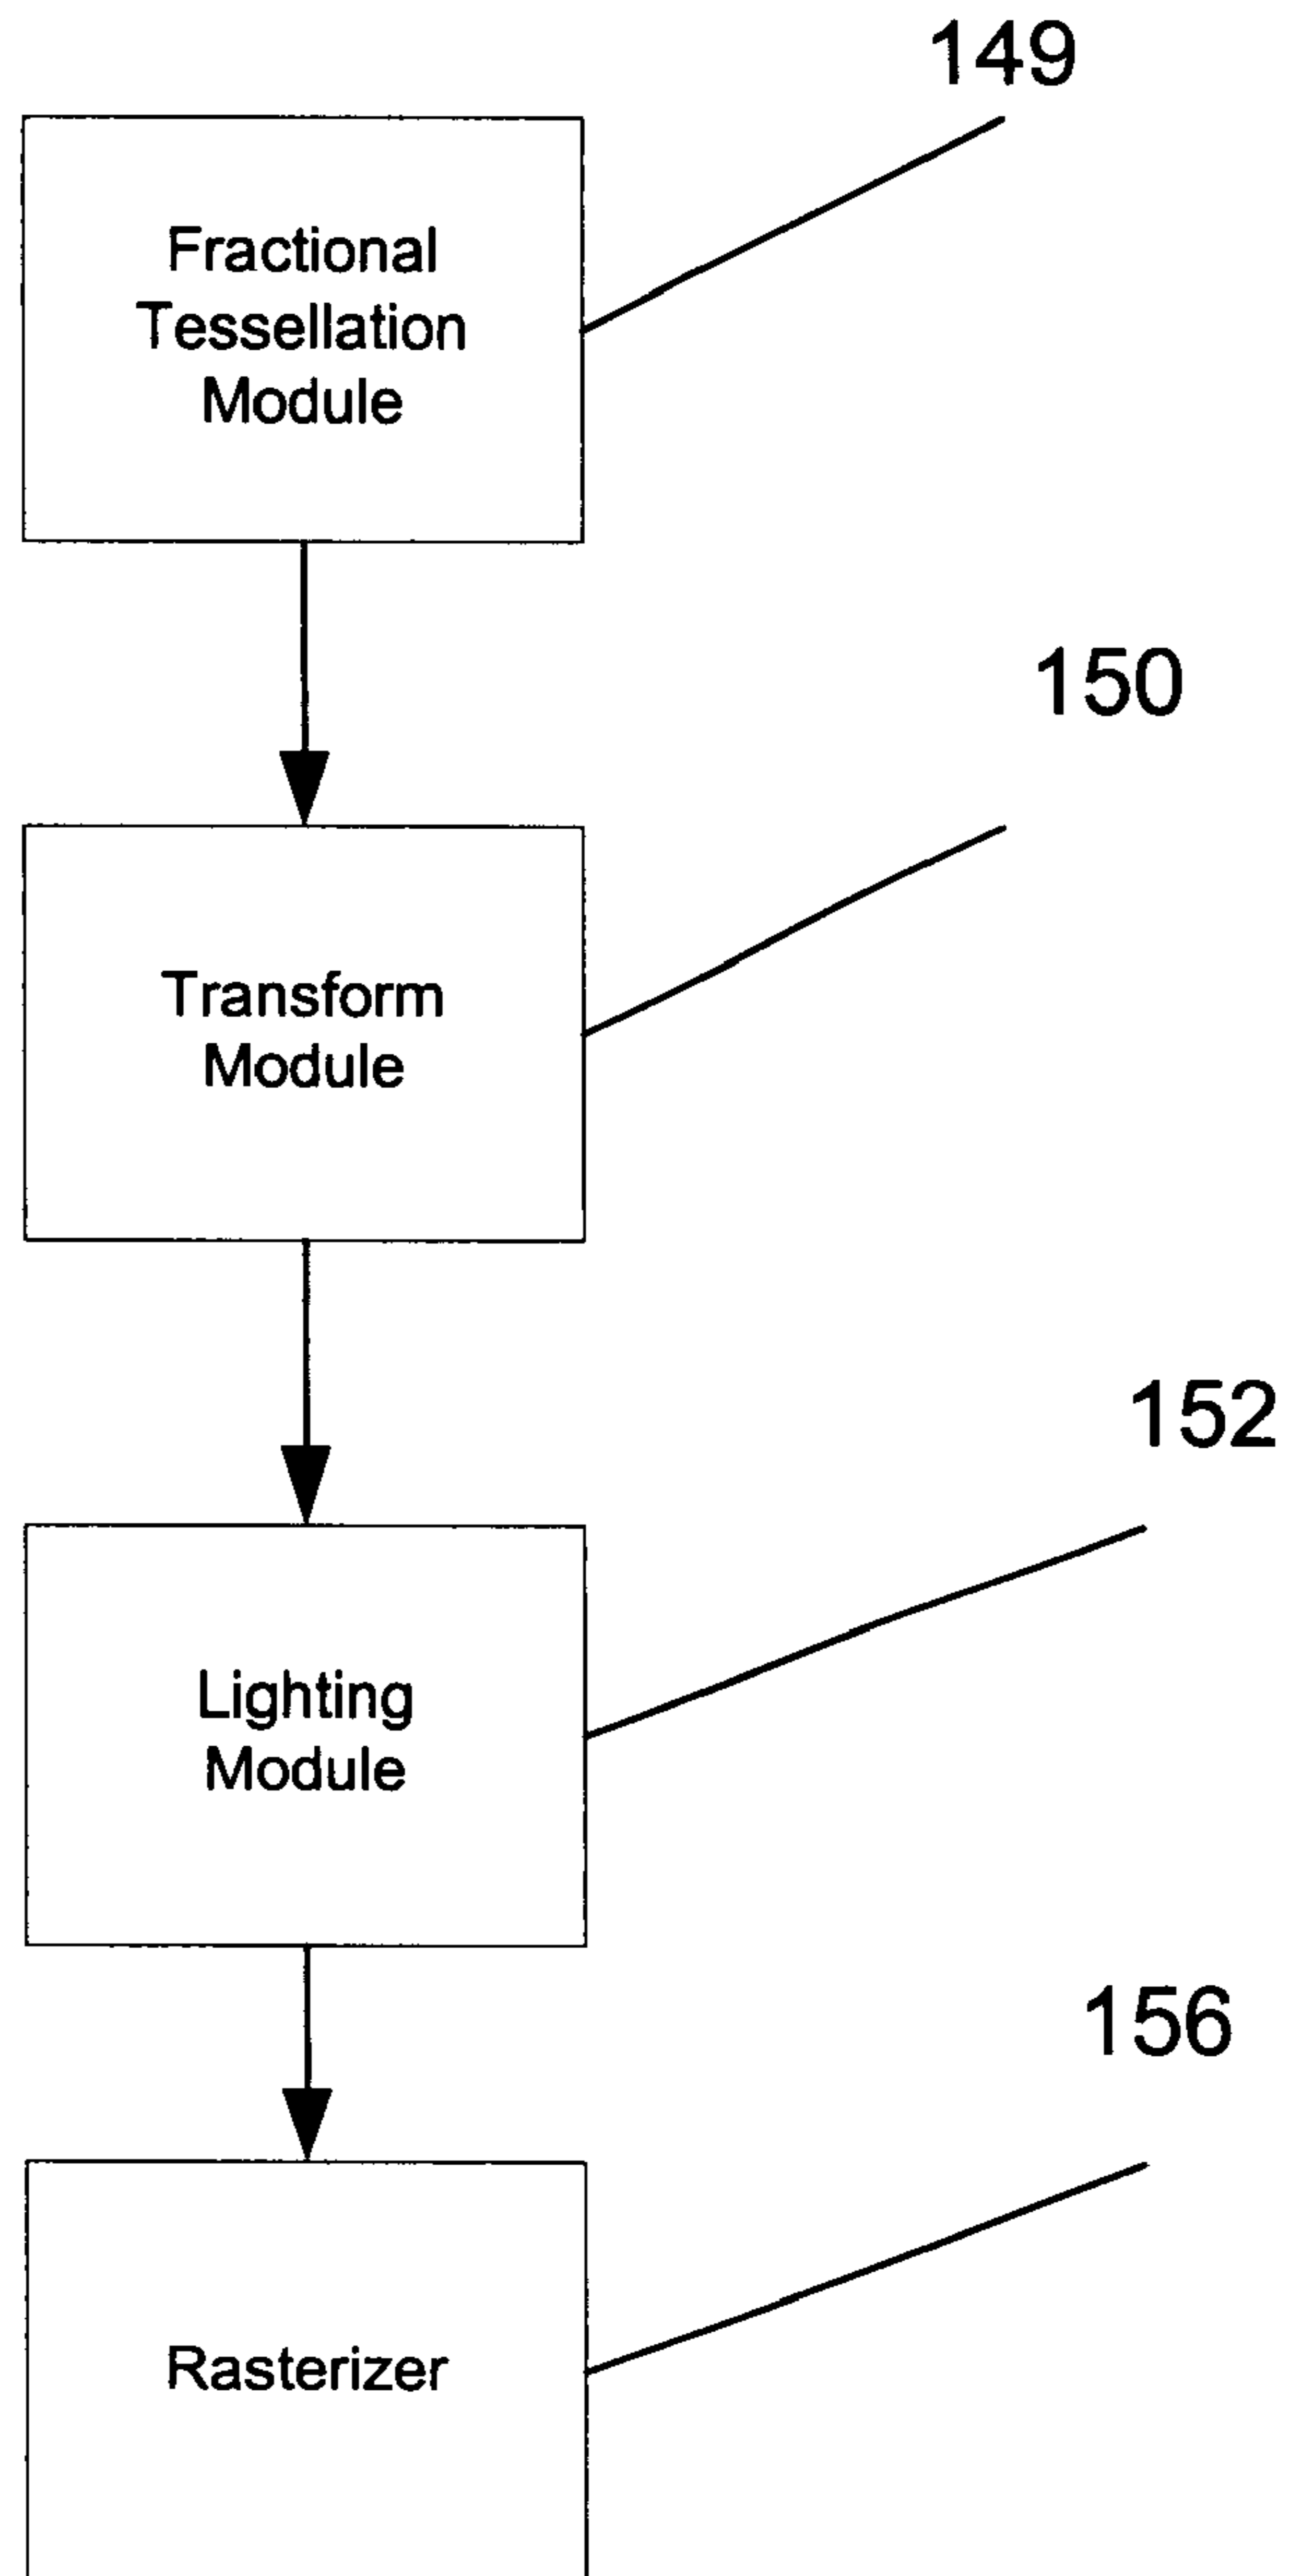 149
Fractional
Tessellation
Module
150
Transform
Module
152
Lighting
Module
156
Rasterizer